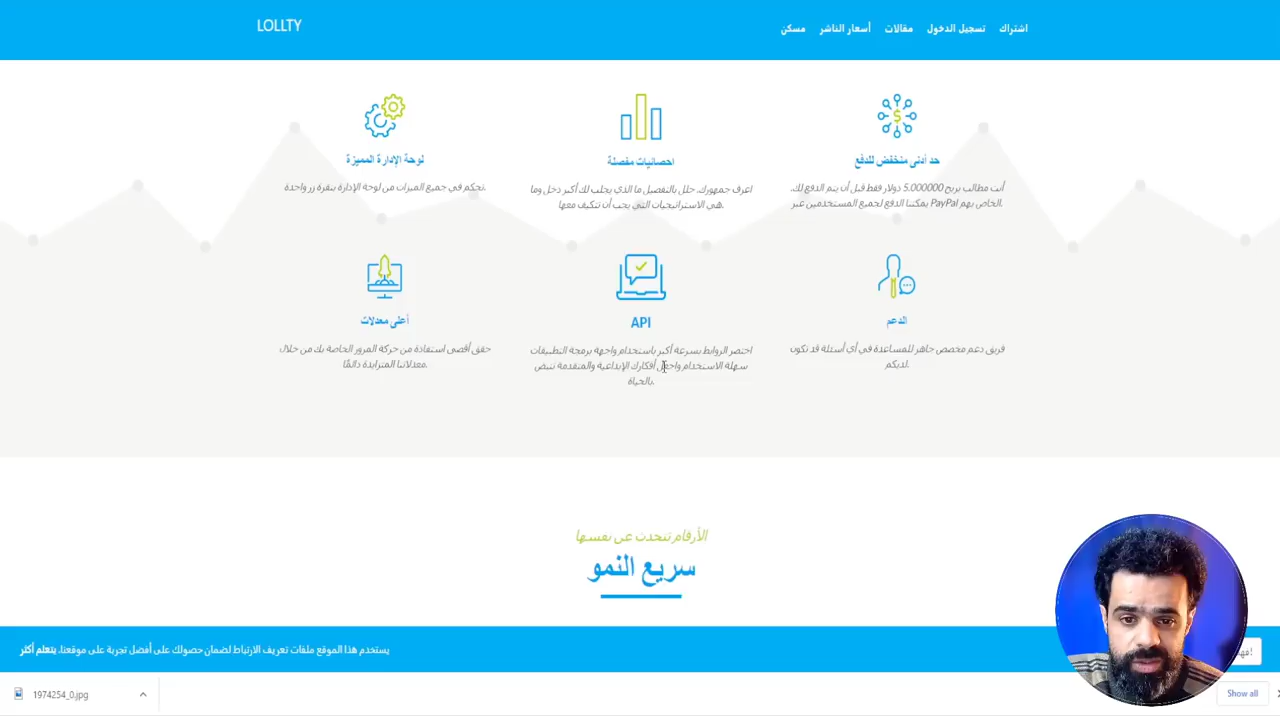 LOLLTY
اشتراك
تسجيل الدخول
مقالات
أسعار الناشر
مسكن
حد أدنى منخفض للدفع
أنت مطالب بربح 5.000000 دولار فقط قبل أن يتم الدفع لك.
يمكننا الدفع لجميع المستخدمين عبر PayPal الخاص بهم.
احصائيات مفصلة
اعرف جمهورك. حلل بالتفصيل ما الذي يجلب لك أكبر دخل وما
هي الاستراتيجيات التي يجب أن تتكيف معها.
لوحة الإدارة المميزة
تحكم في جميع الميزات من لوحة الإدارة بنقرة زر واحدة.
الدعم
فريق دعم مخصص جاهز للمساعدة في أي أسئلة قد تكون
لديكم.
API
اختصر الروابط بسرعة أكبر باستخدام واجهة برمجة التطبيقات
سهلة الاستخدام واجعل أفكارك الإبداعية والمتقدمة تنبض
بالحياة.
أعلى معدلات
حقق أقصى استفادة من حركة المرور الخاصة بك من خلال
معدلاتنا المتزايدة دائمًا.
الأرقام تتحدث عن نفسها
سريع النمو
يستخدم هذا الموقع ملفات تعريف الارتباط لضمان حصولك على أفضل تجربة على موقعنا. يتعلم أكثر
1974254_0.jpg
Show all